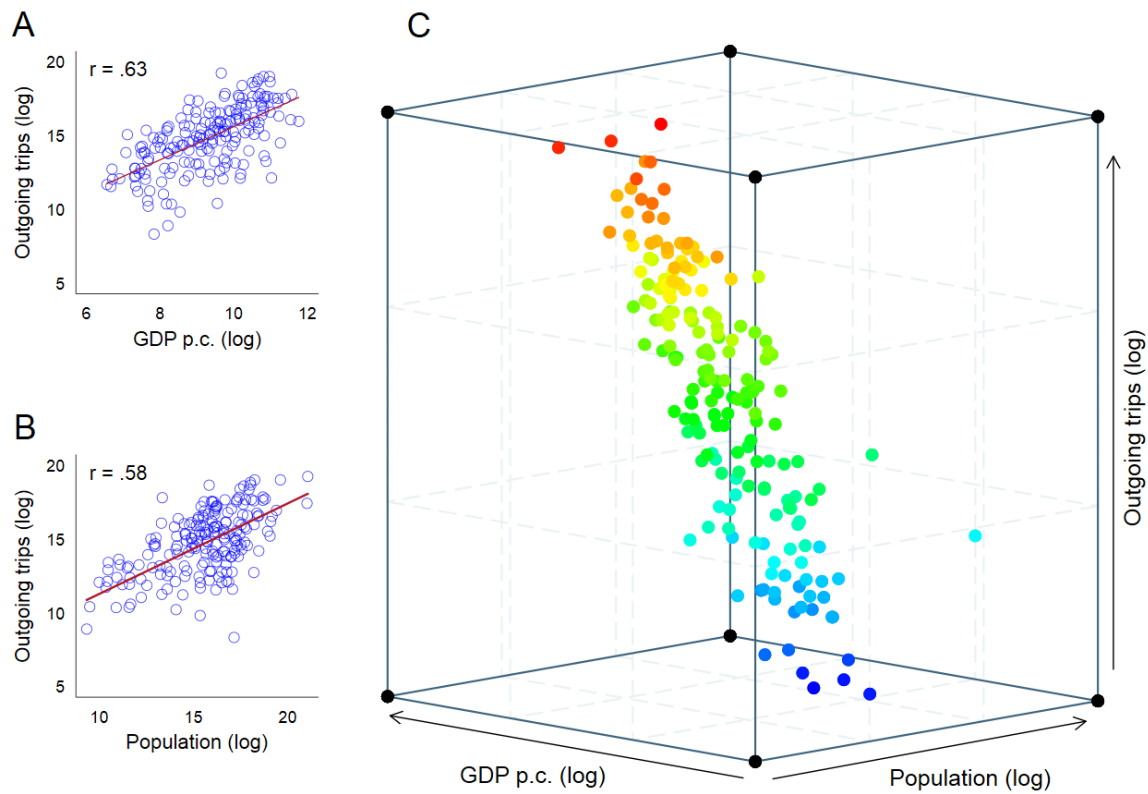 A
Outgoing trips (log)
20
15
10
5
r = .63
6
8
10
12
GDP p.c. (log)
B
Outgoing trips (log)
20
15
10
5
r = .58
10
15
20
Population (log)
C
Outgoing trips (log)
GDP p.c. (log)
Population (log)